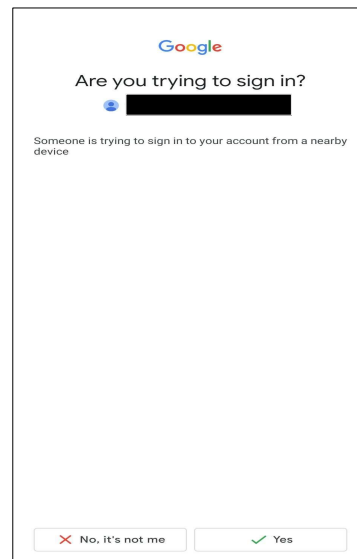 Google
Are you trying to sign in?
Someone is trying to sign in to your account from a nearby
device
No, it's not me
Yes